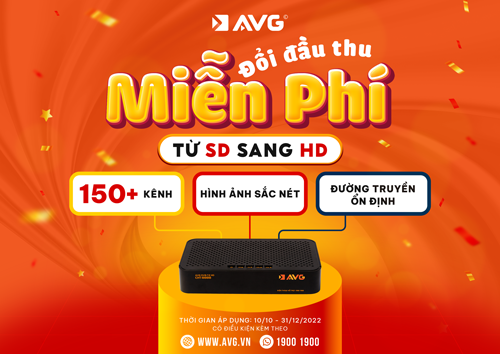 AVG
Đổi đầu thu
Miễn Phí
TỪ SD SANG HD
150+ KÊNH
HÌNH ẢNH SẮC NÉT
ĐƯỜNG TRUYỀN
ỔN ĐỊNH
AVG
THỜI GIAN ÁP DỤNG: 10/10 - 31/12/2022
CÓ ĐIỀU KIỆN KÈM THEO
WWW.AVG.VN
1900 1900